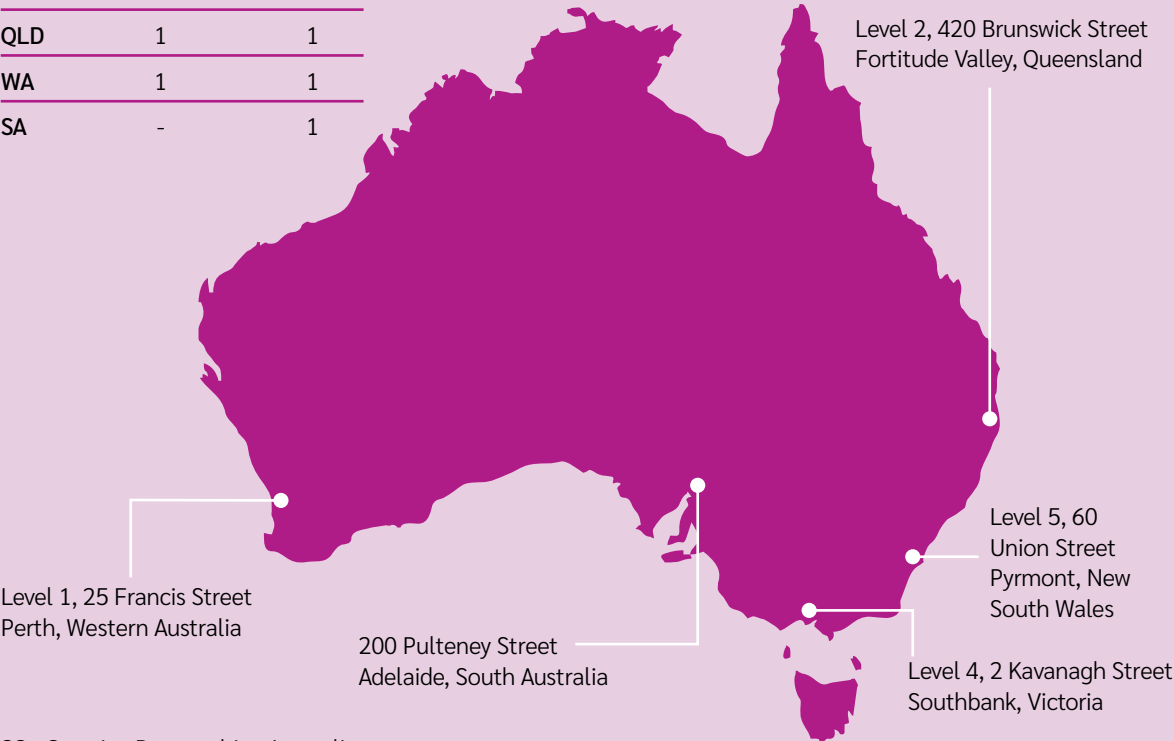 QLD 1 1
WA 1 1
SA - 1
Level 2, 420 Brunswick Street
Fortitude Valley, Queensland
Level 5, 60
Union Street
Pyrmont, New
South Wales
Level 1, 25 Francis Street
Perth, Western Australia
200 Pulteney Street
Adelaide, South Australia
Level 4, 2 Kavanagh Street
Southbank, Victoria